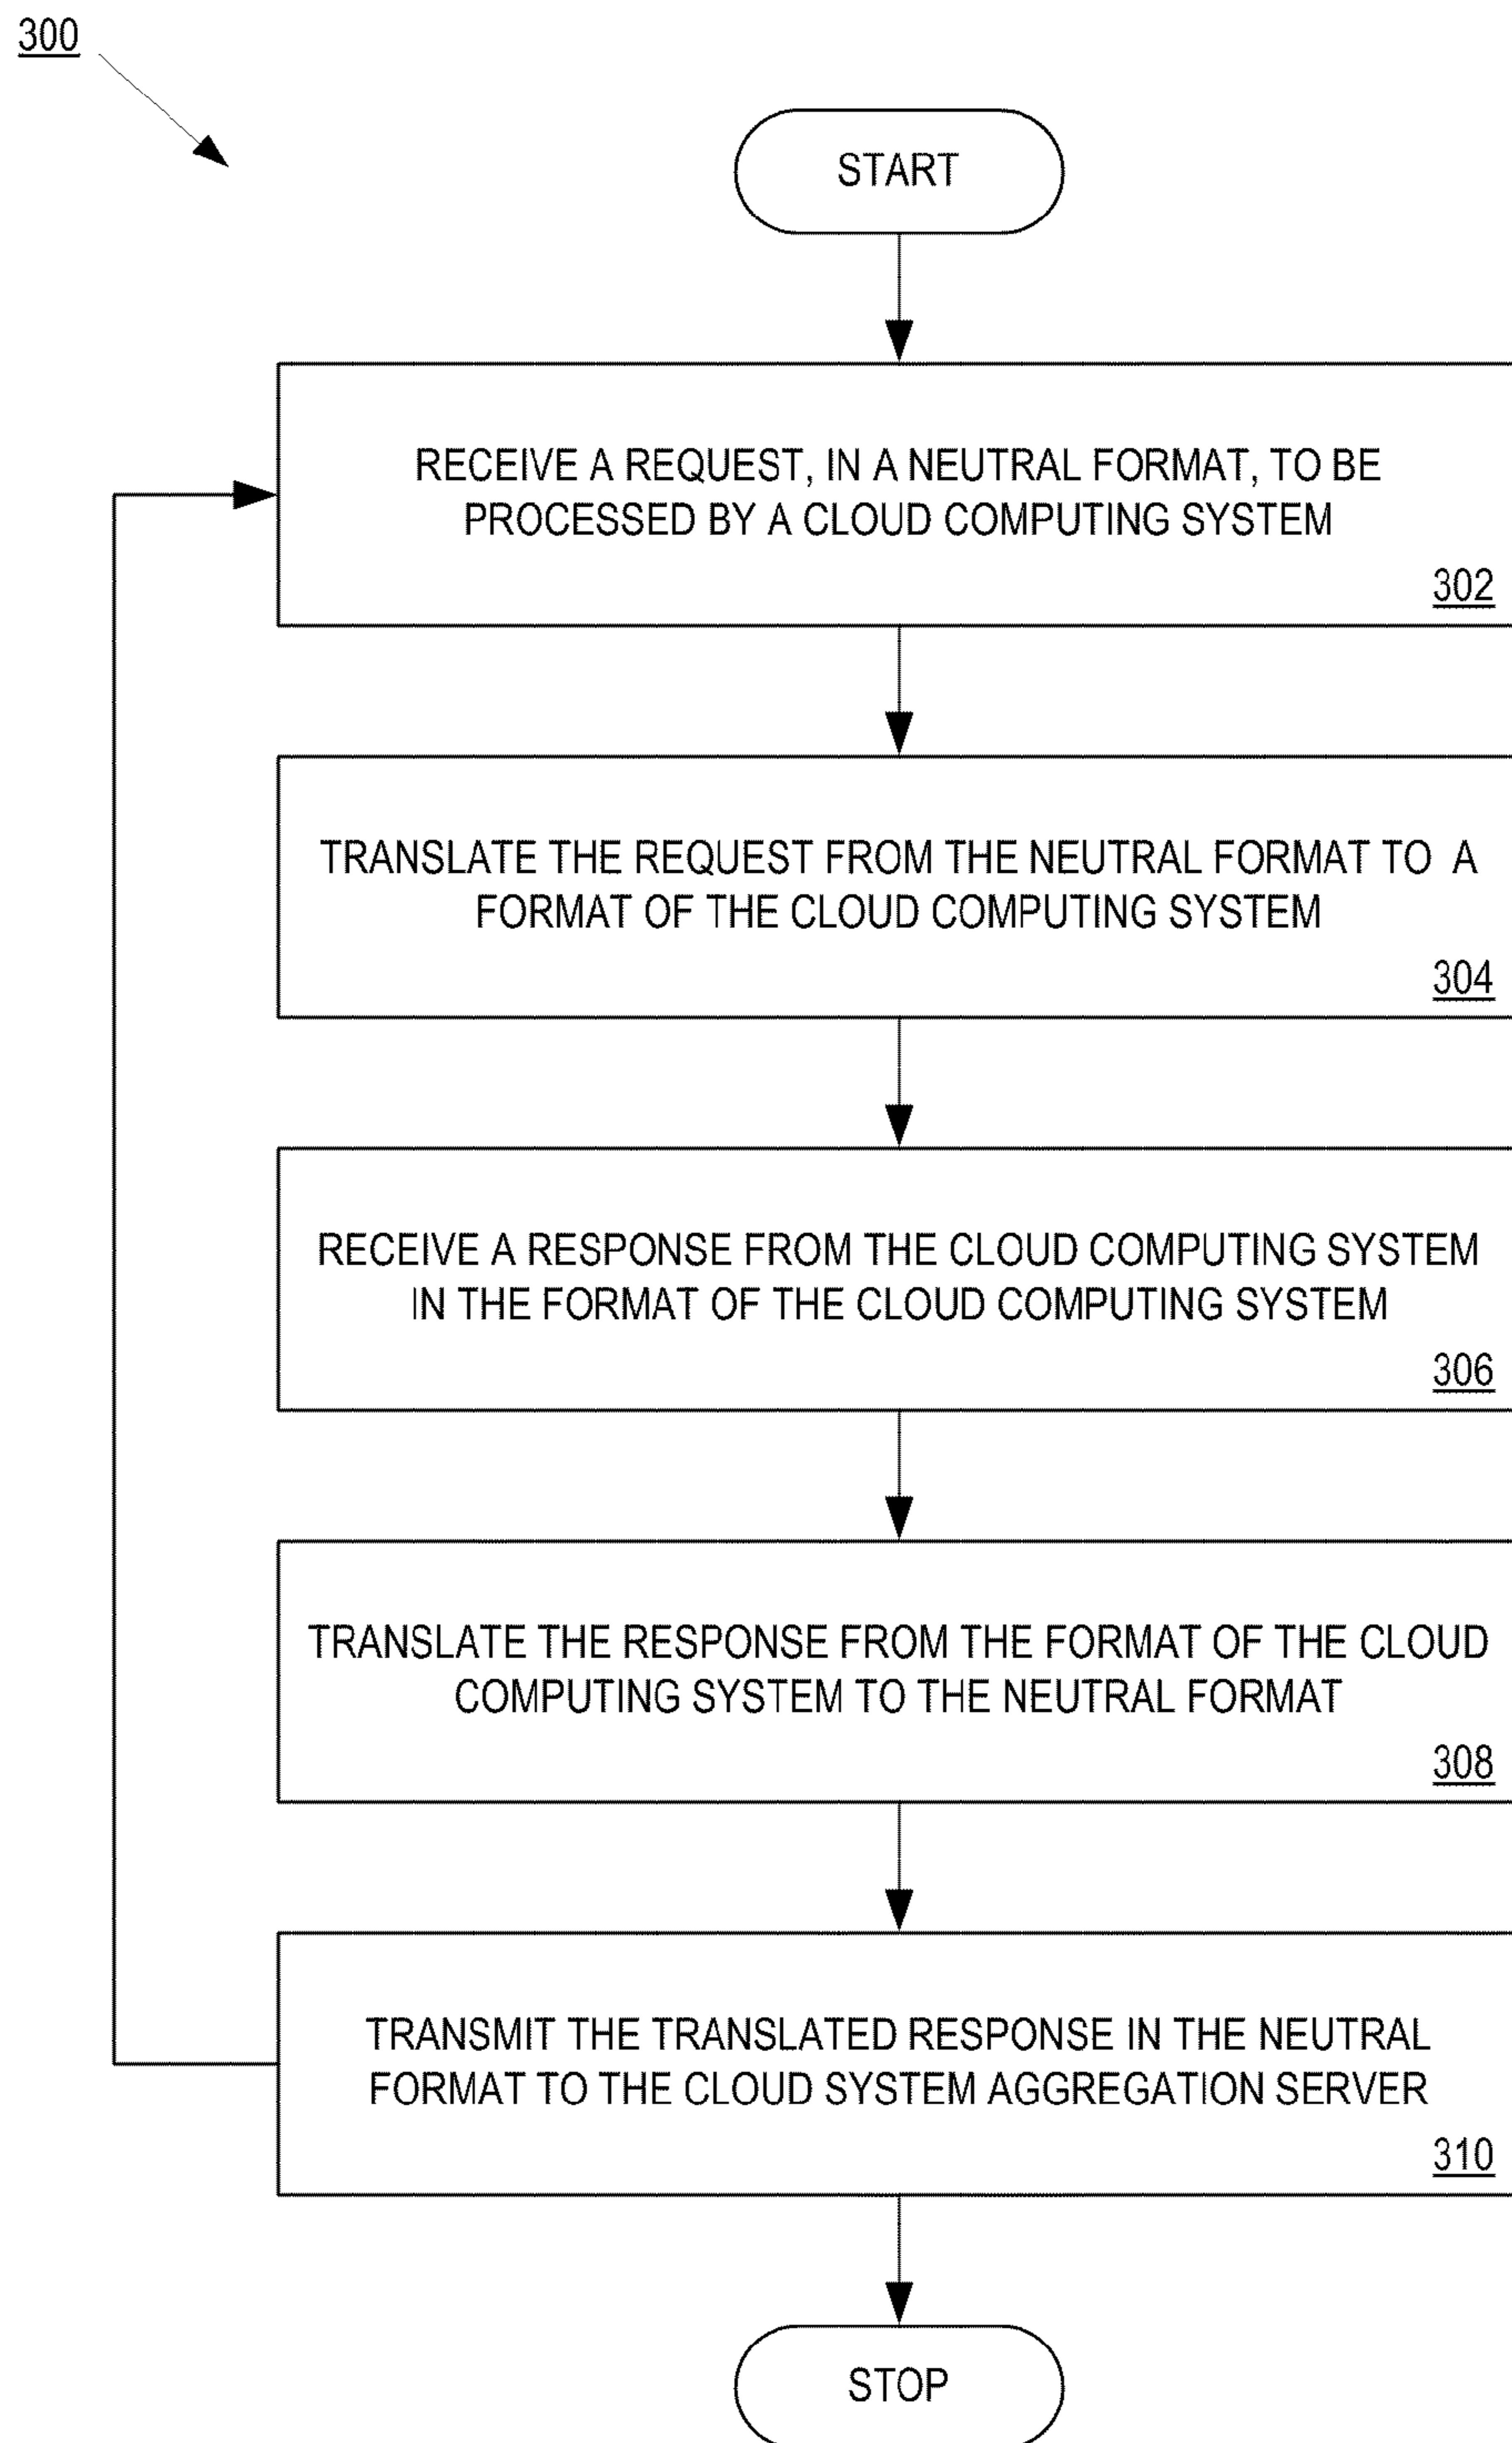 300
START
RECEIVE A REQUEST, IN A NEUTRAL FORMAT, TO BE
PROCESSED BY A CLOUD COMPUTING SYSTEM
302
TRANSLATE THE REQUEST FROM THE NEUTRAL FORMAT TO A
FORMAT OF THE CLOUD COMPUTING SYSTEM
304
RECEIVE A RESPONSE FROM THE CLOUD COMPUTING SYSTEM
IN THE FORMAT OF THE CLOUD COMPUTING SYSTEM
306
TRANSLATE THE RESPONSE FROM THE FORMAT OF THE CLOUD
COMPUTING SYSTEM TO THE NEUTRAL FORMAT
308
TRANSMIT THE TRANSLATED RESPONSE IN THE NEUTRAL
FORMAT TO THE CLOUD SYSTEM AGGREGATION SERVER
310
STOP